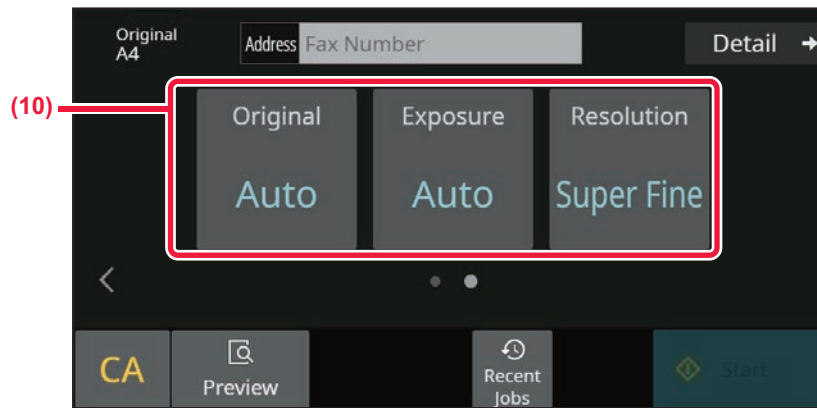 Original
A4
Address Fax Number
Detail
(10)
Original
Exposure
Resolution
Auto
Auto
Super Fine
CA
Preview
Recent
Jobs
Start